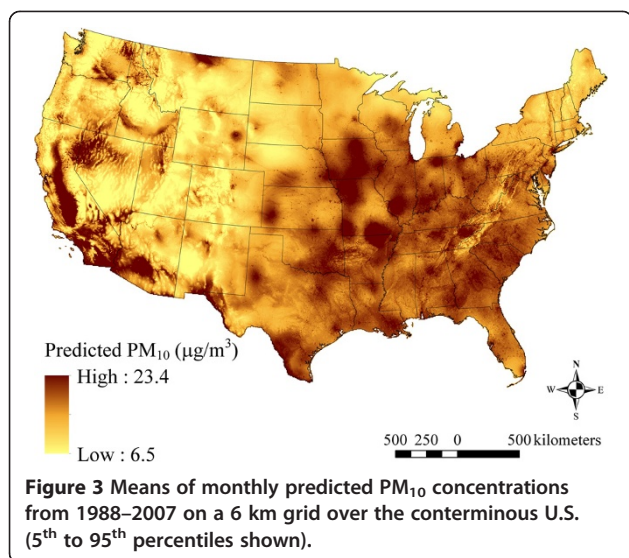 Predicted PM₁₀ (μg/m³)
High : 23.4
Low : 6.5
N
W E
S
500 250 0 500 kilometers
Figure 3 Means of monthly predicted PM₁₀ concentrations
from 1988–2007 on a 6 km grid over the conterminous U.S.
(5ᵗʰ to 95ᵗʰ percentiles shown).